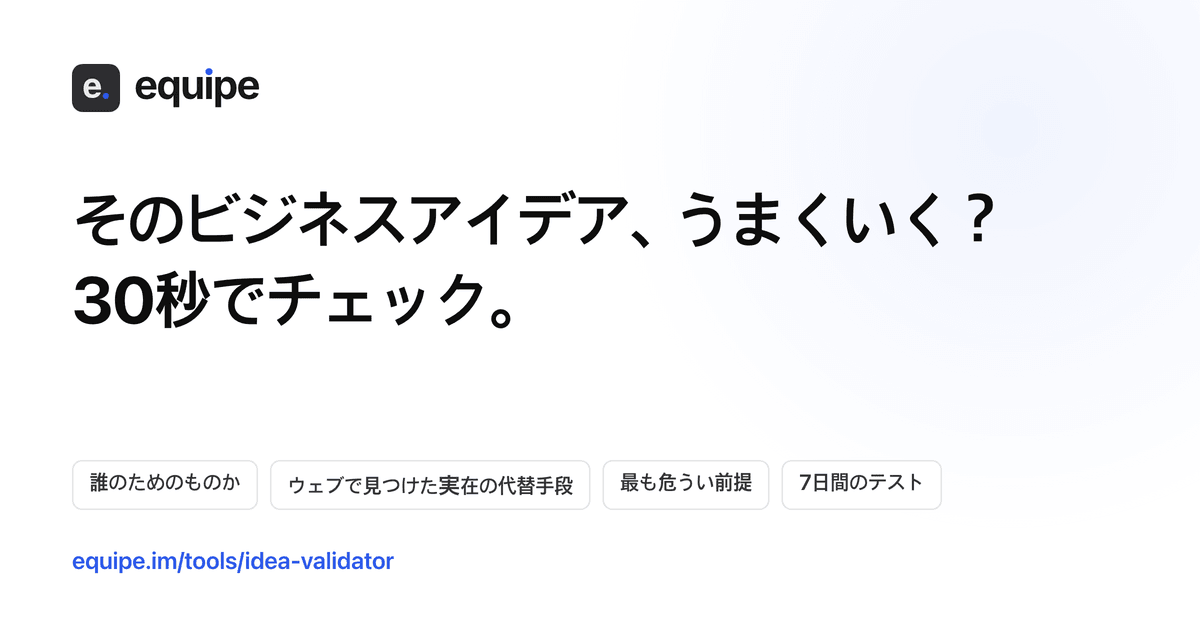 e. equipe
そのビジネスアイデア、うまくいく？
30秒でチェック。
誰のためのものか
ウェブで見つけた実在の代替手段
最も危うい前提
7日間のテスト
equipe.im/tools/idea-validator